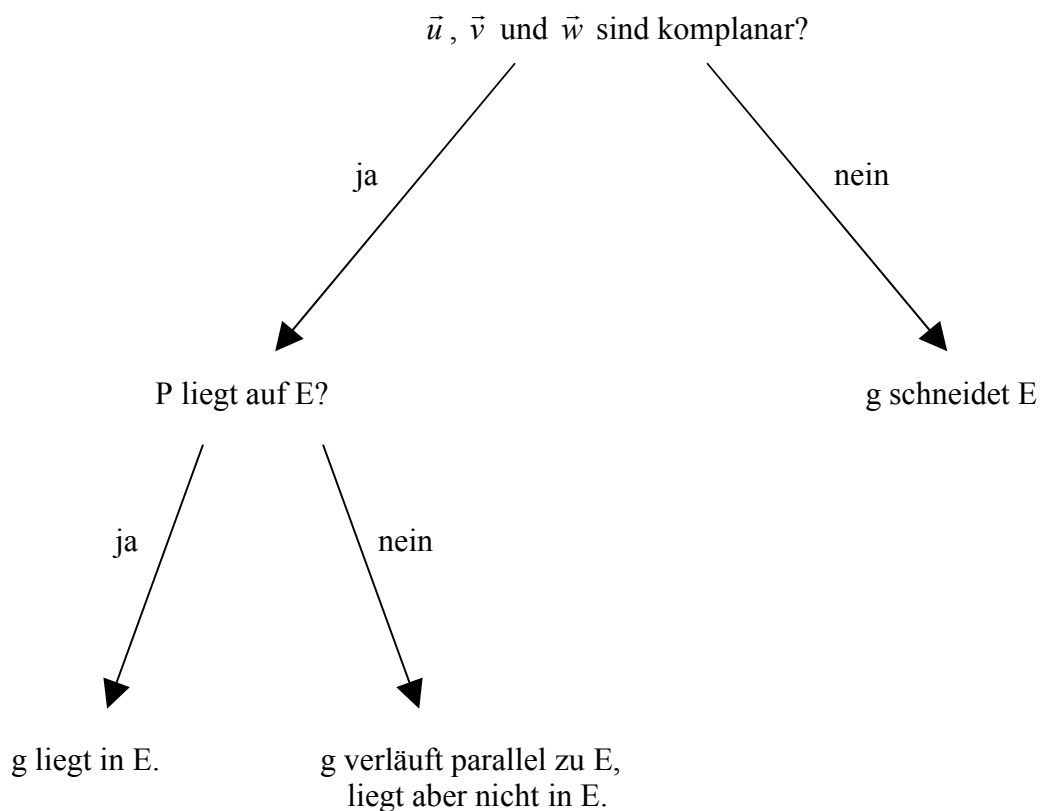 u⃗ , v⃗ und w⃗ sind komplanar?
ja
nein
P liegt auf E?
g schneidet E
ja
nein
g liegt in E.
g verläuft parallel zu E,
liegt aber nicht in E.